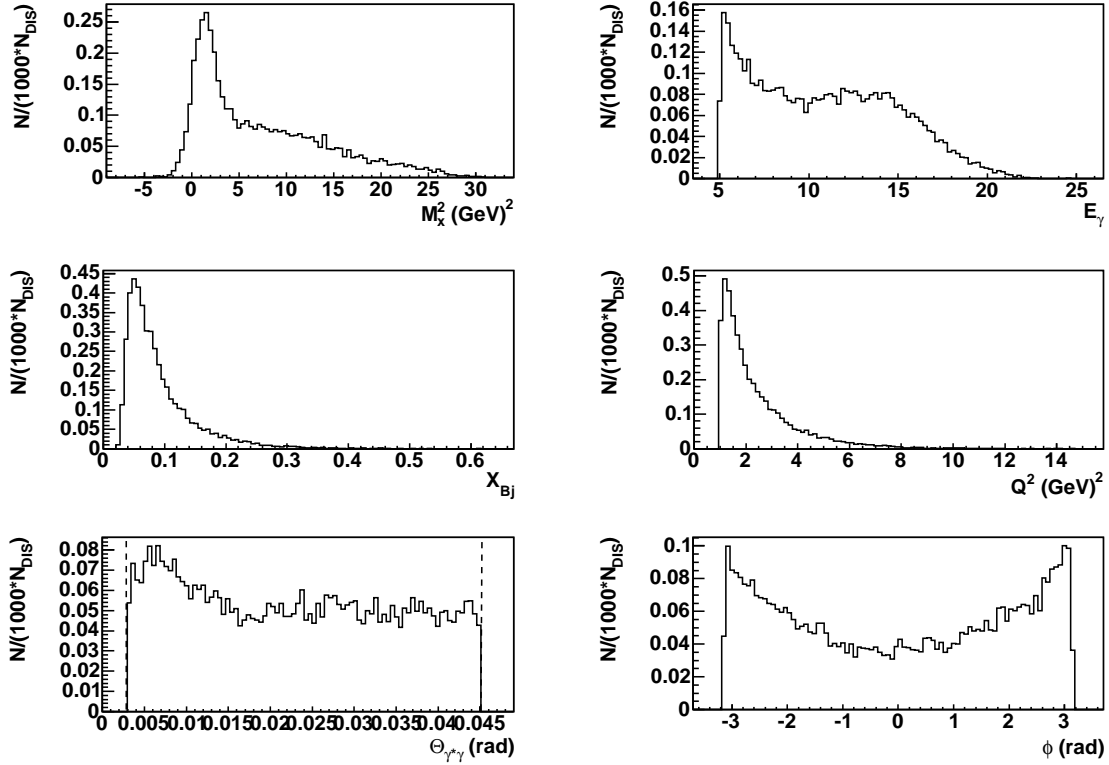 N/(1000*N_DIS)
0.25
0.2
0.15
0.1
0.05
0
-5 0 5 10 15 20 25 30
M_x^2 (GeV)^2
N/(1000*N_DIS)
0.16
0.14
0.12
0.1
0.08
0.06
0.04
0.02
0
5 10 15 20 25
E_γ
N/(1000*N_DIS)
0.45
0.4
0.35
0.3
0.25
0.2
0.15
0.1
0.05
0
0 0.1 0.2 0.3 0.4 0.5 0.6
X_Bj
N/(1000*N_DIS)
0.5
0.4
0.3
0.2
0.1
0
0 2 4 6 8 10 12 14
Q^2 (GeV)^2
N/(1000*N_DIS)
0.08
0.07
0.06
0.05
0.04
0.03
0.02
0.01
0
0 0.005 0.01 0.015 0.02 0.025 0.03 0.035 0.04 0.045
Θ_γ*γ (rad)
N/(1000*N_DIS)
0.1
0.08
0.06
0.04
0.02
0
-3 -2 -1 0 1 2 3
ϕ (rad)